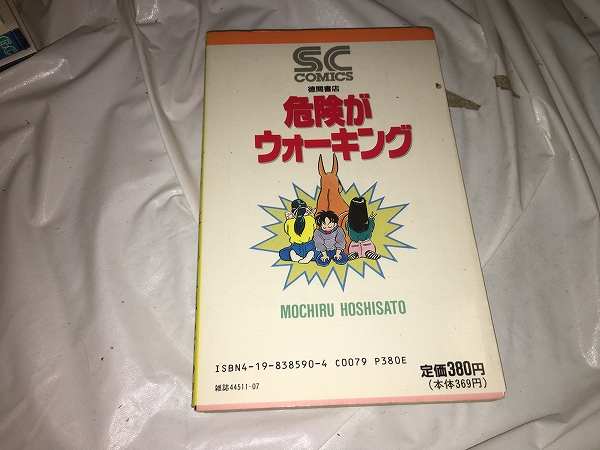 SC
COMICS
徳間書店
危険が
ウォーキング
MOCHIRU HOSHISATO
ISBN4-19-838590-4 C0079 P380E
定価380円
雑誌44511-07
(本体369円)